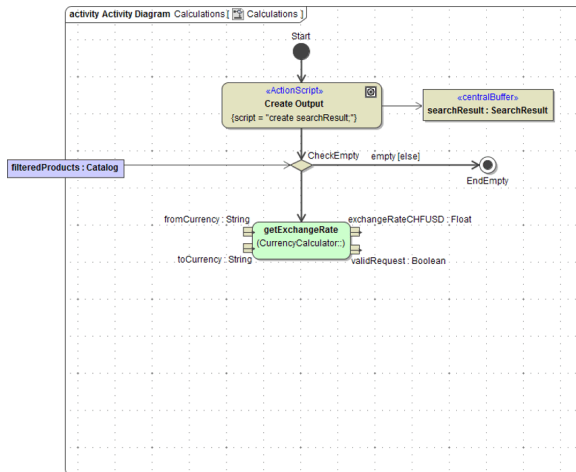 activity Activity Diagram Calculations [ Calculations ]
Start
«ActionScript»
Create Output
{script = "create searchResult;"}
«centralBuffer»
searchResult : SearchResult
CheckEmpty
empty [else]
filteredProducts : Catalog
EndEmpty
fromCurrency : String
exchangeRateCHFUSD : Float
getExchangeRate
(CurrencyCalculator::)
toCurrency : String
validRequest : Boolean